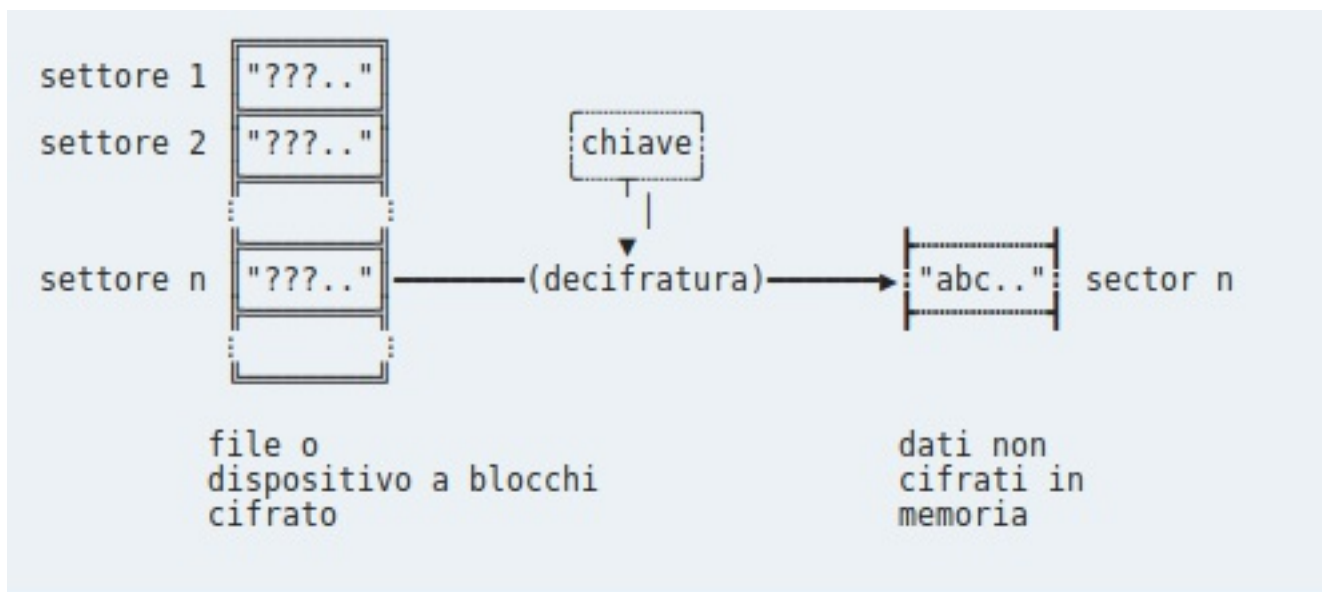 settore 1 "???.."
settore 2 "???.."
chiave
settore n "???.." (decifratura) "abc.." sector n
file o
dispositivo a blocchi
cifrato
dati non
cifrati in
memoria